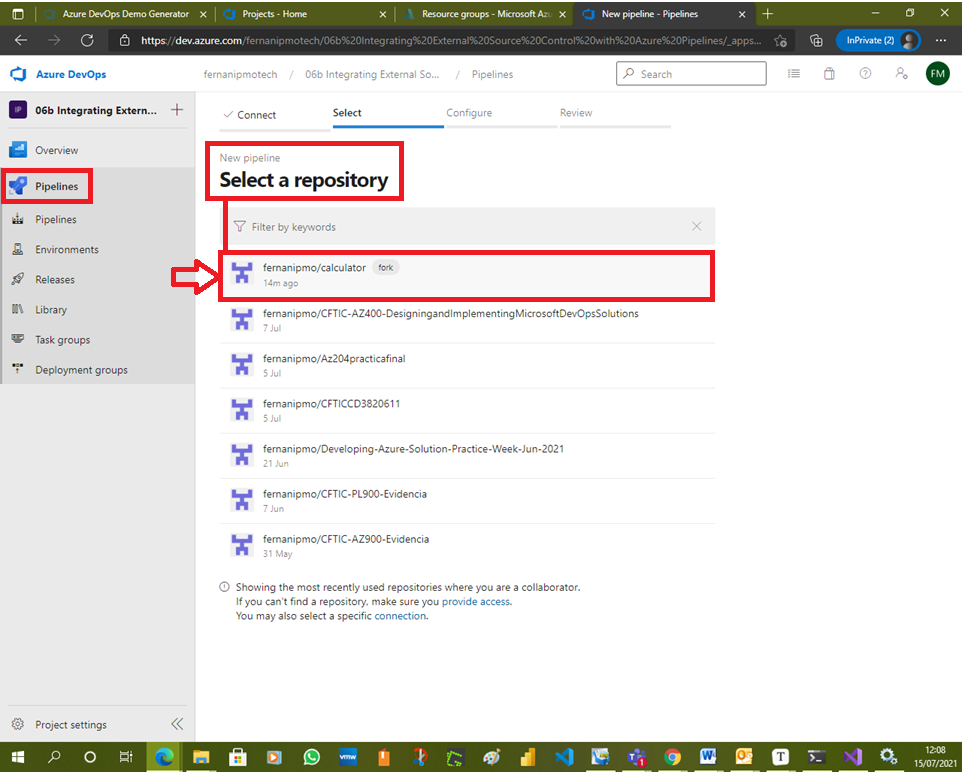 Azure DevOps Demo Generator
Projects - Home
Resource groups - Microsoft Azu
New pipeline - Pipelines
https://dev.azure.com/fernanipmotech/06b%20Integrating%20External%20Source%20Control%20with%20Azure%20Pipelines/_apps...
InPrivate (2)
Azure DevOps
fernanipmotech / 06b Integrating External So... / Pipelines
Search
FM
IP
06b Integrating Extern...
Overview
Pipelines
Pipelines
Environments
Releases
Library
Task groups
Deployment groups
Project settings
Connect
Select
Configure
Review
New pipeline
Select a repository
Filter by keywords
fernanipmo/calculator fork
14m ago
fernanipmo/CFTIC-AZ400-DesigningandImplementingMicrosoftDevOpsSolutions
7 Jul
fernanipmo/Az204practicafinal
5 Jul
fernanipmo/CFTICCD3820611
5 Jul
fernanipmo/Developing-Azure-Solution-Practice-Week-Jun-2021
21 Jun
fernanipmo/CFTIC-PL900-Evidencia
7 Jun
fernanipmo/CFTIC-AZ900-Evidencia
31 May
Showing the most recently used repositories where you are a collaborator.
If you can't find a repository, make sure you provide access.
You may also select a specific connection.
vmw
T
12:08
15/07/2021